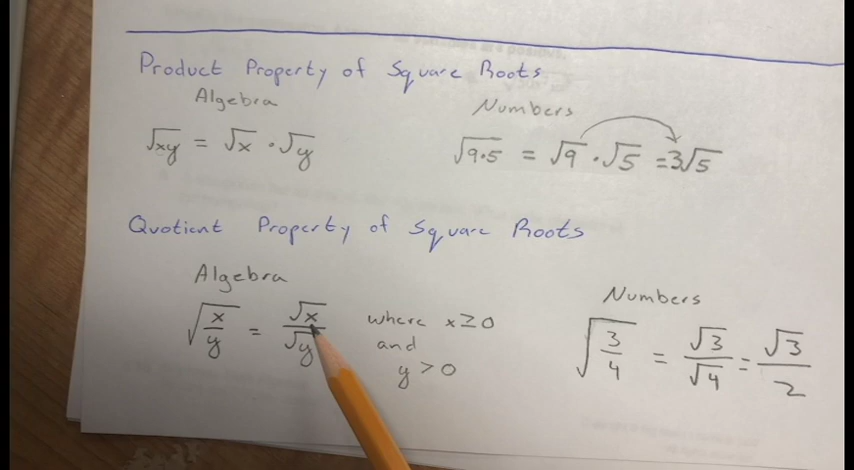 Product Property of Square Roots
Algebra
√xy = √x · √y
Numbers
√9·5 = √9 · √5 = 3√5
Quotient Property of Square Roots
Algebra
√(x/y) = √x/√y where x ≥ 0
and
y > 0
Numbers
√(3/4) = √3/√4 = √3/2